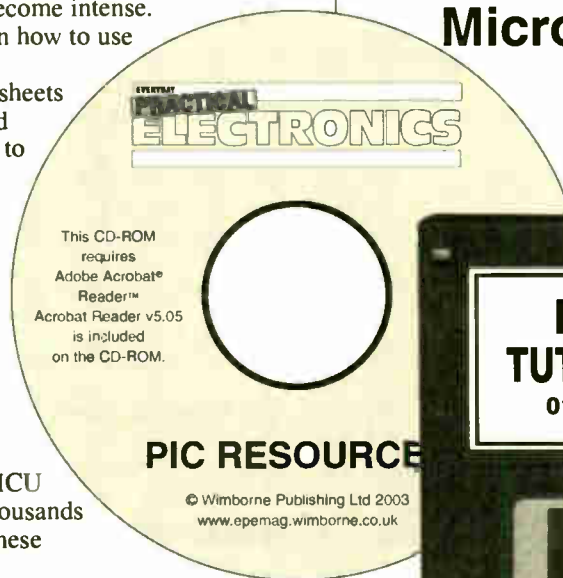 become intense.
n how to use
sheets
d
to
ICU
ousands
hese
Micro
EVERYDAY
PRACTICAL
ELECTRONICS
This CD-ROM
requires
Adobe Acrobat®
Reader™
Acrobat Reader v5.05
is included
on the CD-ROM.
PIC RESOURCE
© Wimborne Publishing Ltd 2003
www.epemag.wimborne.co.uk
TUT
0